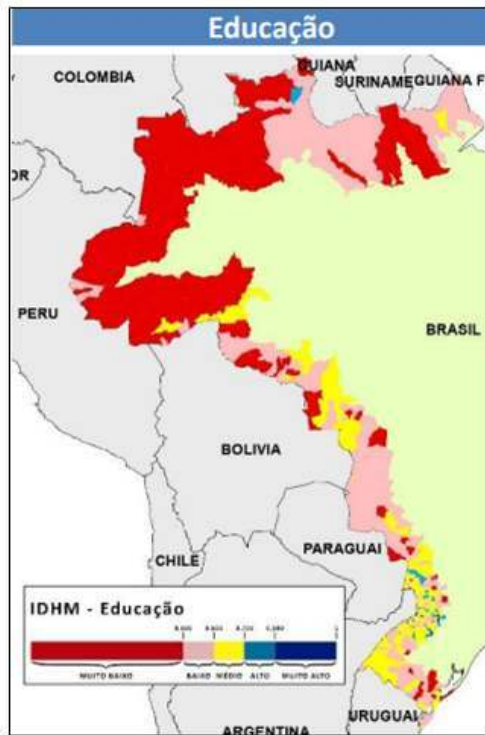 Educação
COLOMBIA
GUIANA
SURINAME
GUIANA F
OR
PERU
BRASIL
BOLIVIA
PARAGUAI
CHILE
IDHM - Educação
MUITO BAIXO
BAIXO
MÉDIO
ALTO
MUITO ALTO
URUGUAI
ARGENTINA